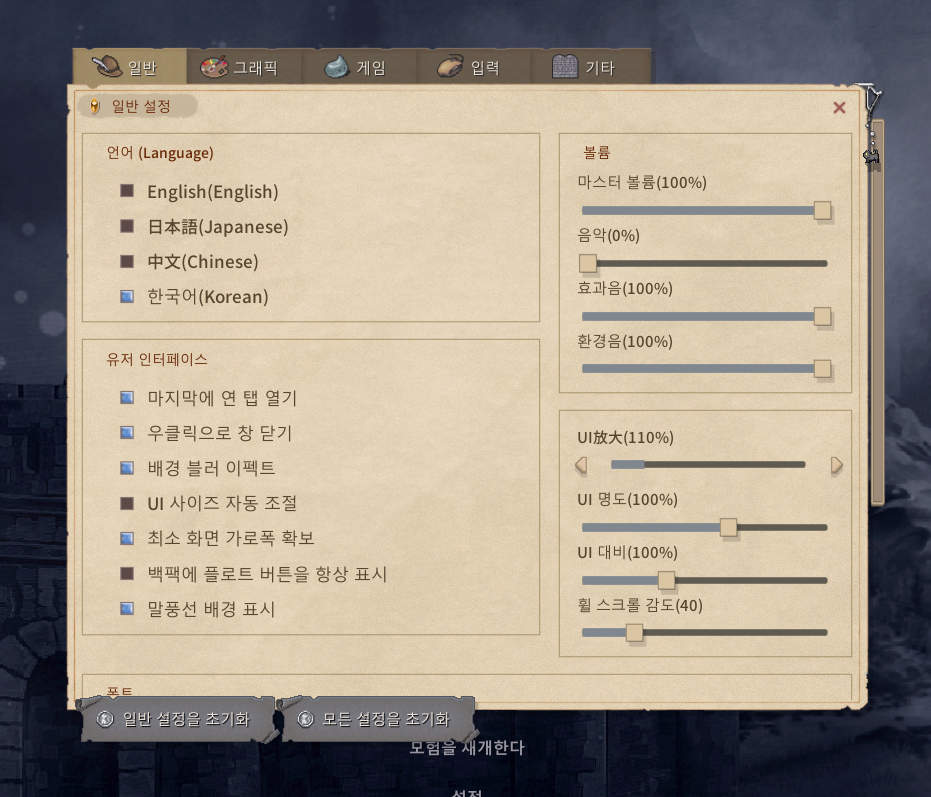 일반
그래픽
게임
입력
기타
일반 설정
언어 (Language)
English(English)
日本語(Japanese)
中文(Chinese)
한국어(Korean)
유저 인터페이스
마지막에 연 탭 열기
우클릭으로 창 닫기
배경 블러 이펙트
UI 사이즈 자동 조절
최소 화면 가로폭 확보
백팩에 플로트 버튼을 항상 표시
말풍선 배경 표시
볼륨
마스터 볼륨(100%)
음악(0%)
효과음(100%)
환경음(100%)
UI放大(110%)
UI 명도(100%)
UI 대비(100%)
휠 스크롤 감도(40)
폰트
일반 설정을 초기화
모든 설정을 초기화
모험을 재개한다
설정